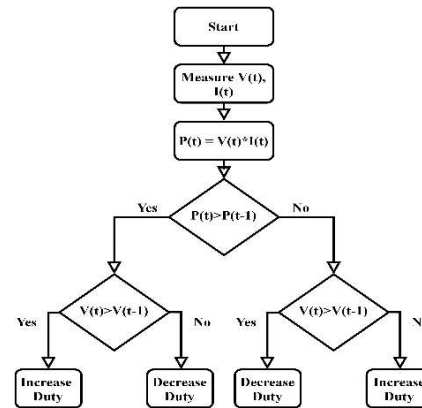 Start
Measure V(t),
I(t)
P(t) = V(t)*I(t)
P(t)>P(t-1)
Yes
No
V(t)>V(t-1)
V(t)>V(t-1)
Yes
No
Yes
Increase
Duty
Decrease
Duty
Decrease
Duty
Increase
Duty